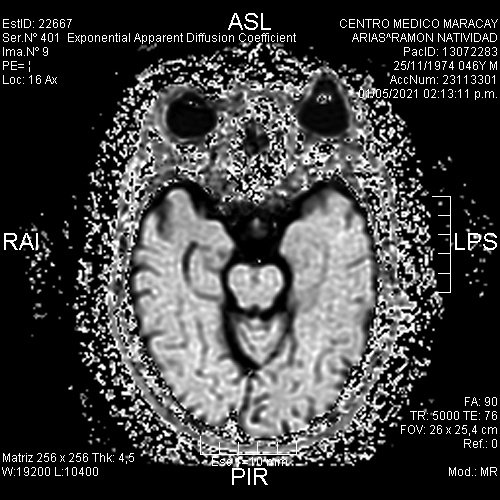 ASL
EstID: 22667
Ser.Nº 401 Exponential Apparent Diffusion Coefficient
Ima.Nº 9
PE= ¦
Loc: 16 Ax
CENTRO MEDICO MARACAY
ARIAS^RAMON NATIVIDAD
PacID: 13072283
25/11/1974 046Y M
AccNum: 23113301
01/05/2021 02:13:11 p.m.
RAI
LPS
Matriz 256 x 256 Thk: 4,5
W:19200 L:10400
Esc = 10 mm
PIR
FA: 90
TR: 5000 TE: 76
FOV: 26 x 25,4 cm
Ref.: 0
Mod.: MR